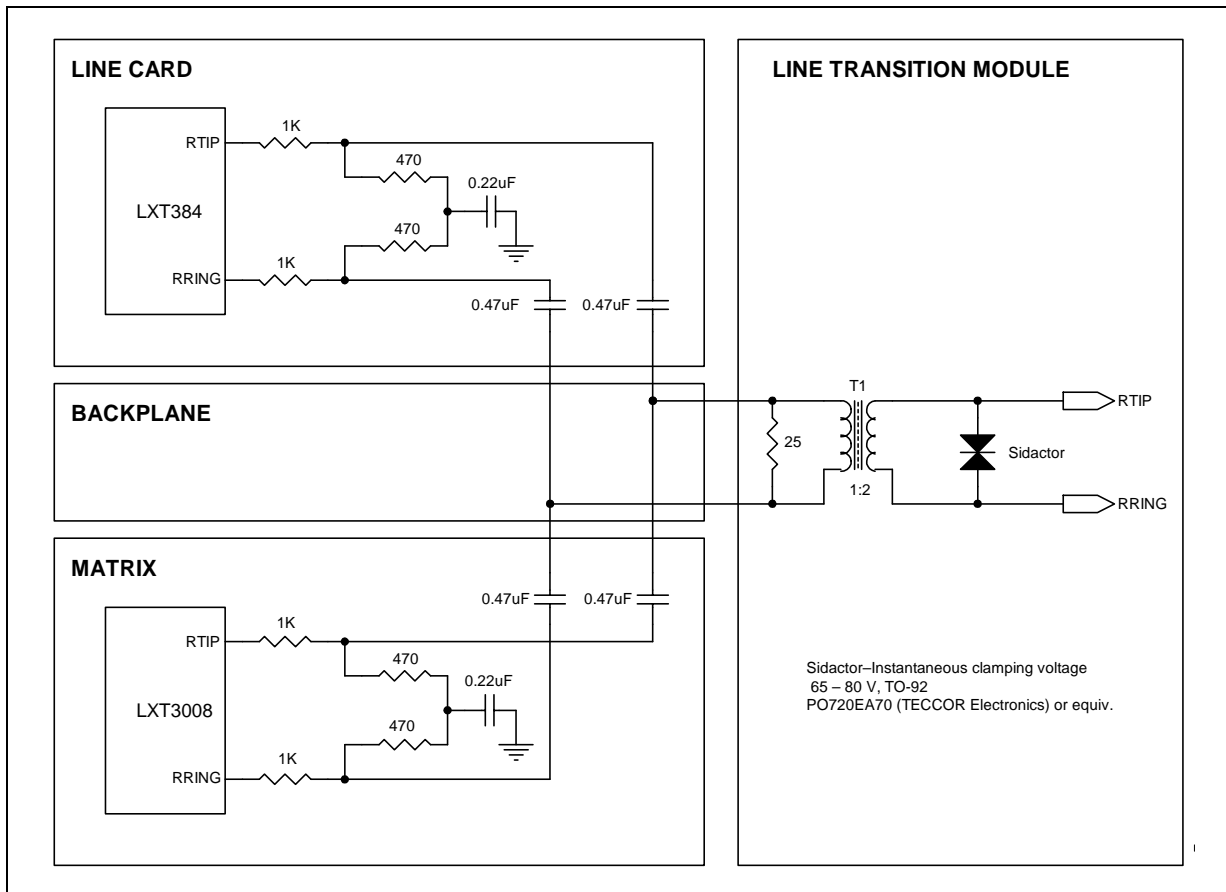 LINE CARD
RTIP
1K
470
0.22uF
LXT384
470
RRING
1K
0.47uF
0.47uF
BACKPLANE
MATRIX
0.47uF
0.47uF
RTIP
1K
470
0.22uF
LXT3008
470
RRING
1K
LINE TRANSITION MODULE
T1
RTIP
25
Sidactor
1:2
RRING
Sidactor–Instantaneous clamping voltage
65 – 80 V, TO-92
PO720EA70 (TECCOR Electronics) or equiv.